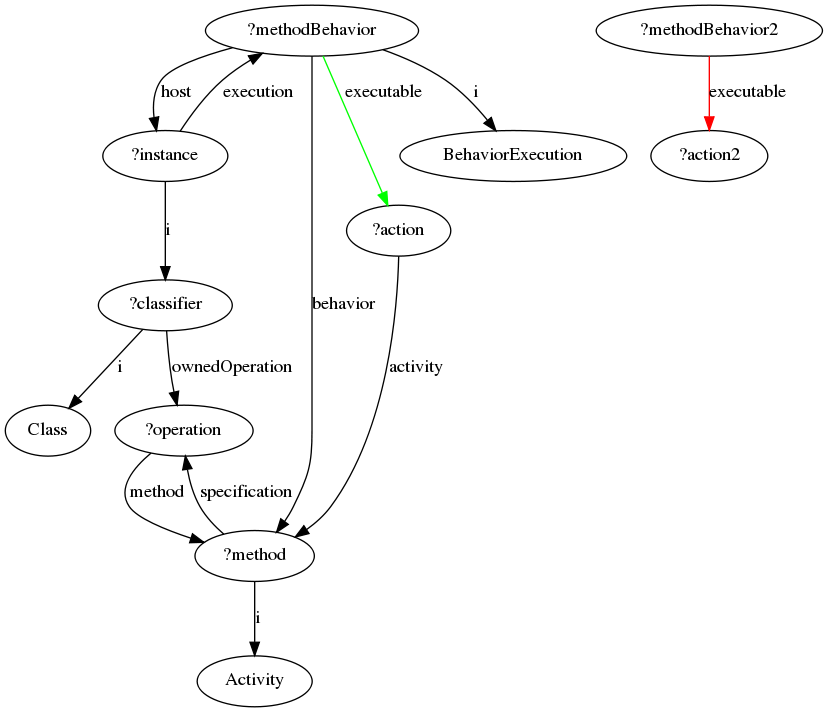 ?methodBehavior
?methodBehavior2
host
execution
executable
i
executable
?instance
BehaviorExecution
?action2
i
?action
?classifier
behavior
i
ownedOperation
activity
Class
?operation
method
specification
?method
i
Activity